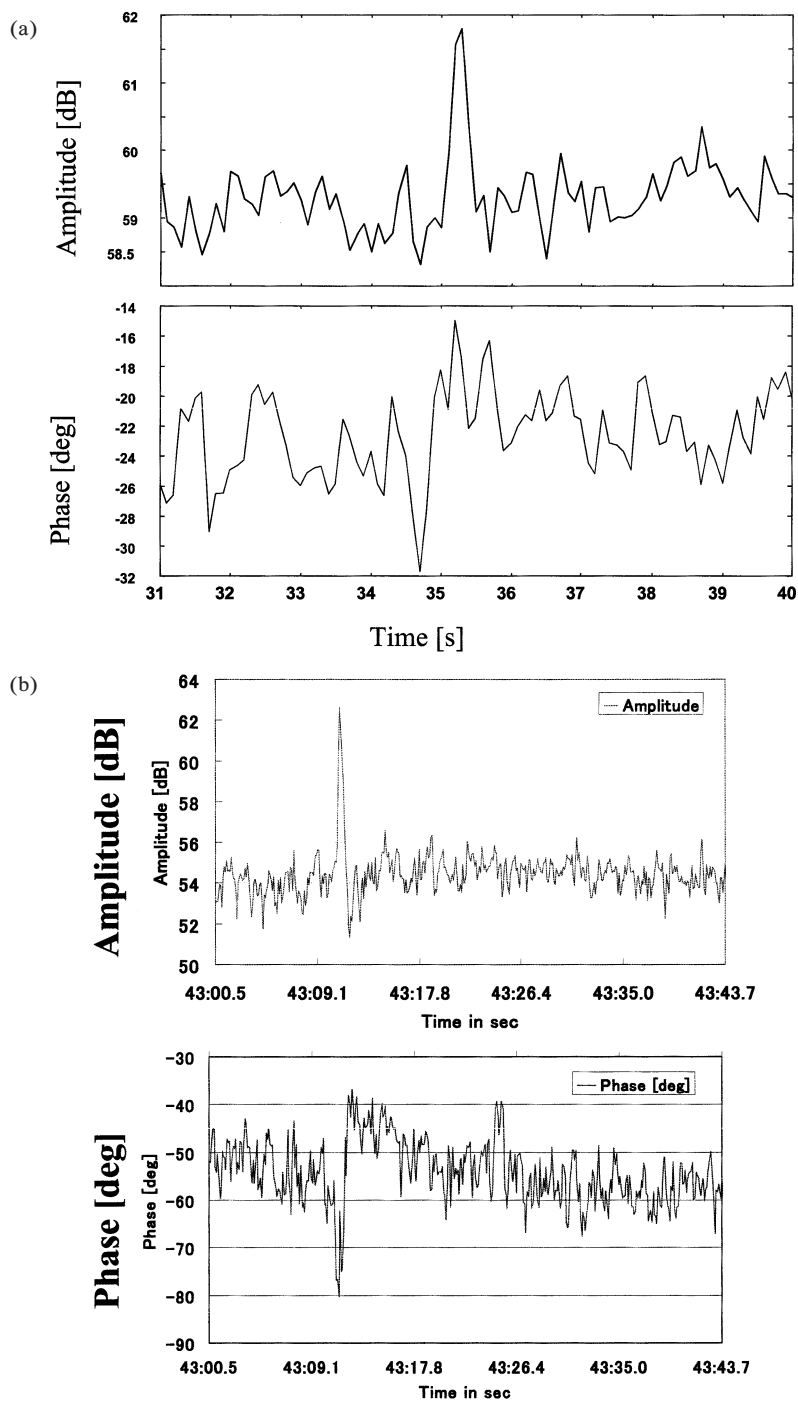 (a)
62
61
60
59
58.5
Amplitude [dB]
-14
-16
-18
-20
-22
-24
-26
-28
-30
-32
Phase [deg]
31 32 33 34 35 36 37 38 39 40
Time [s]
(b)
64
62
60
58
56
54
52
50
Amplitude [dB]
Amplitude [dB]
Amplitude
43:00.5 43:09.1 43:17.8 43:26.4 43:35.0 43:43.7
Time in sec
-30
-40
-50
-60
-70
-80
-90
Phase [deg]
Phase [deg]
Phase [deg]
43:00.5 43:09.1 43:17.8 43:26.4 43:35.0 43:43.7
Time in sec